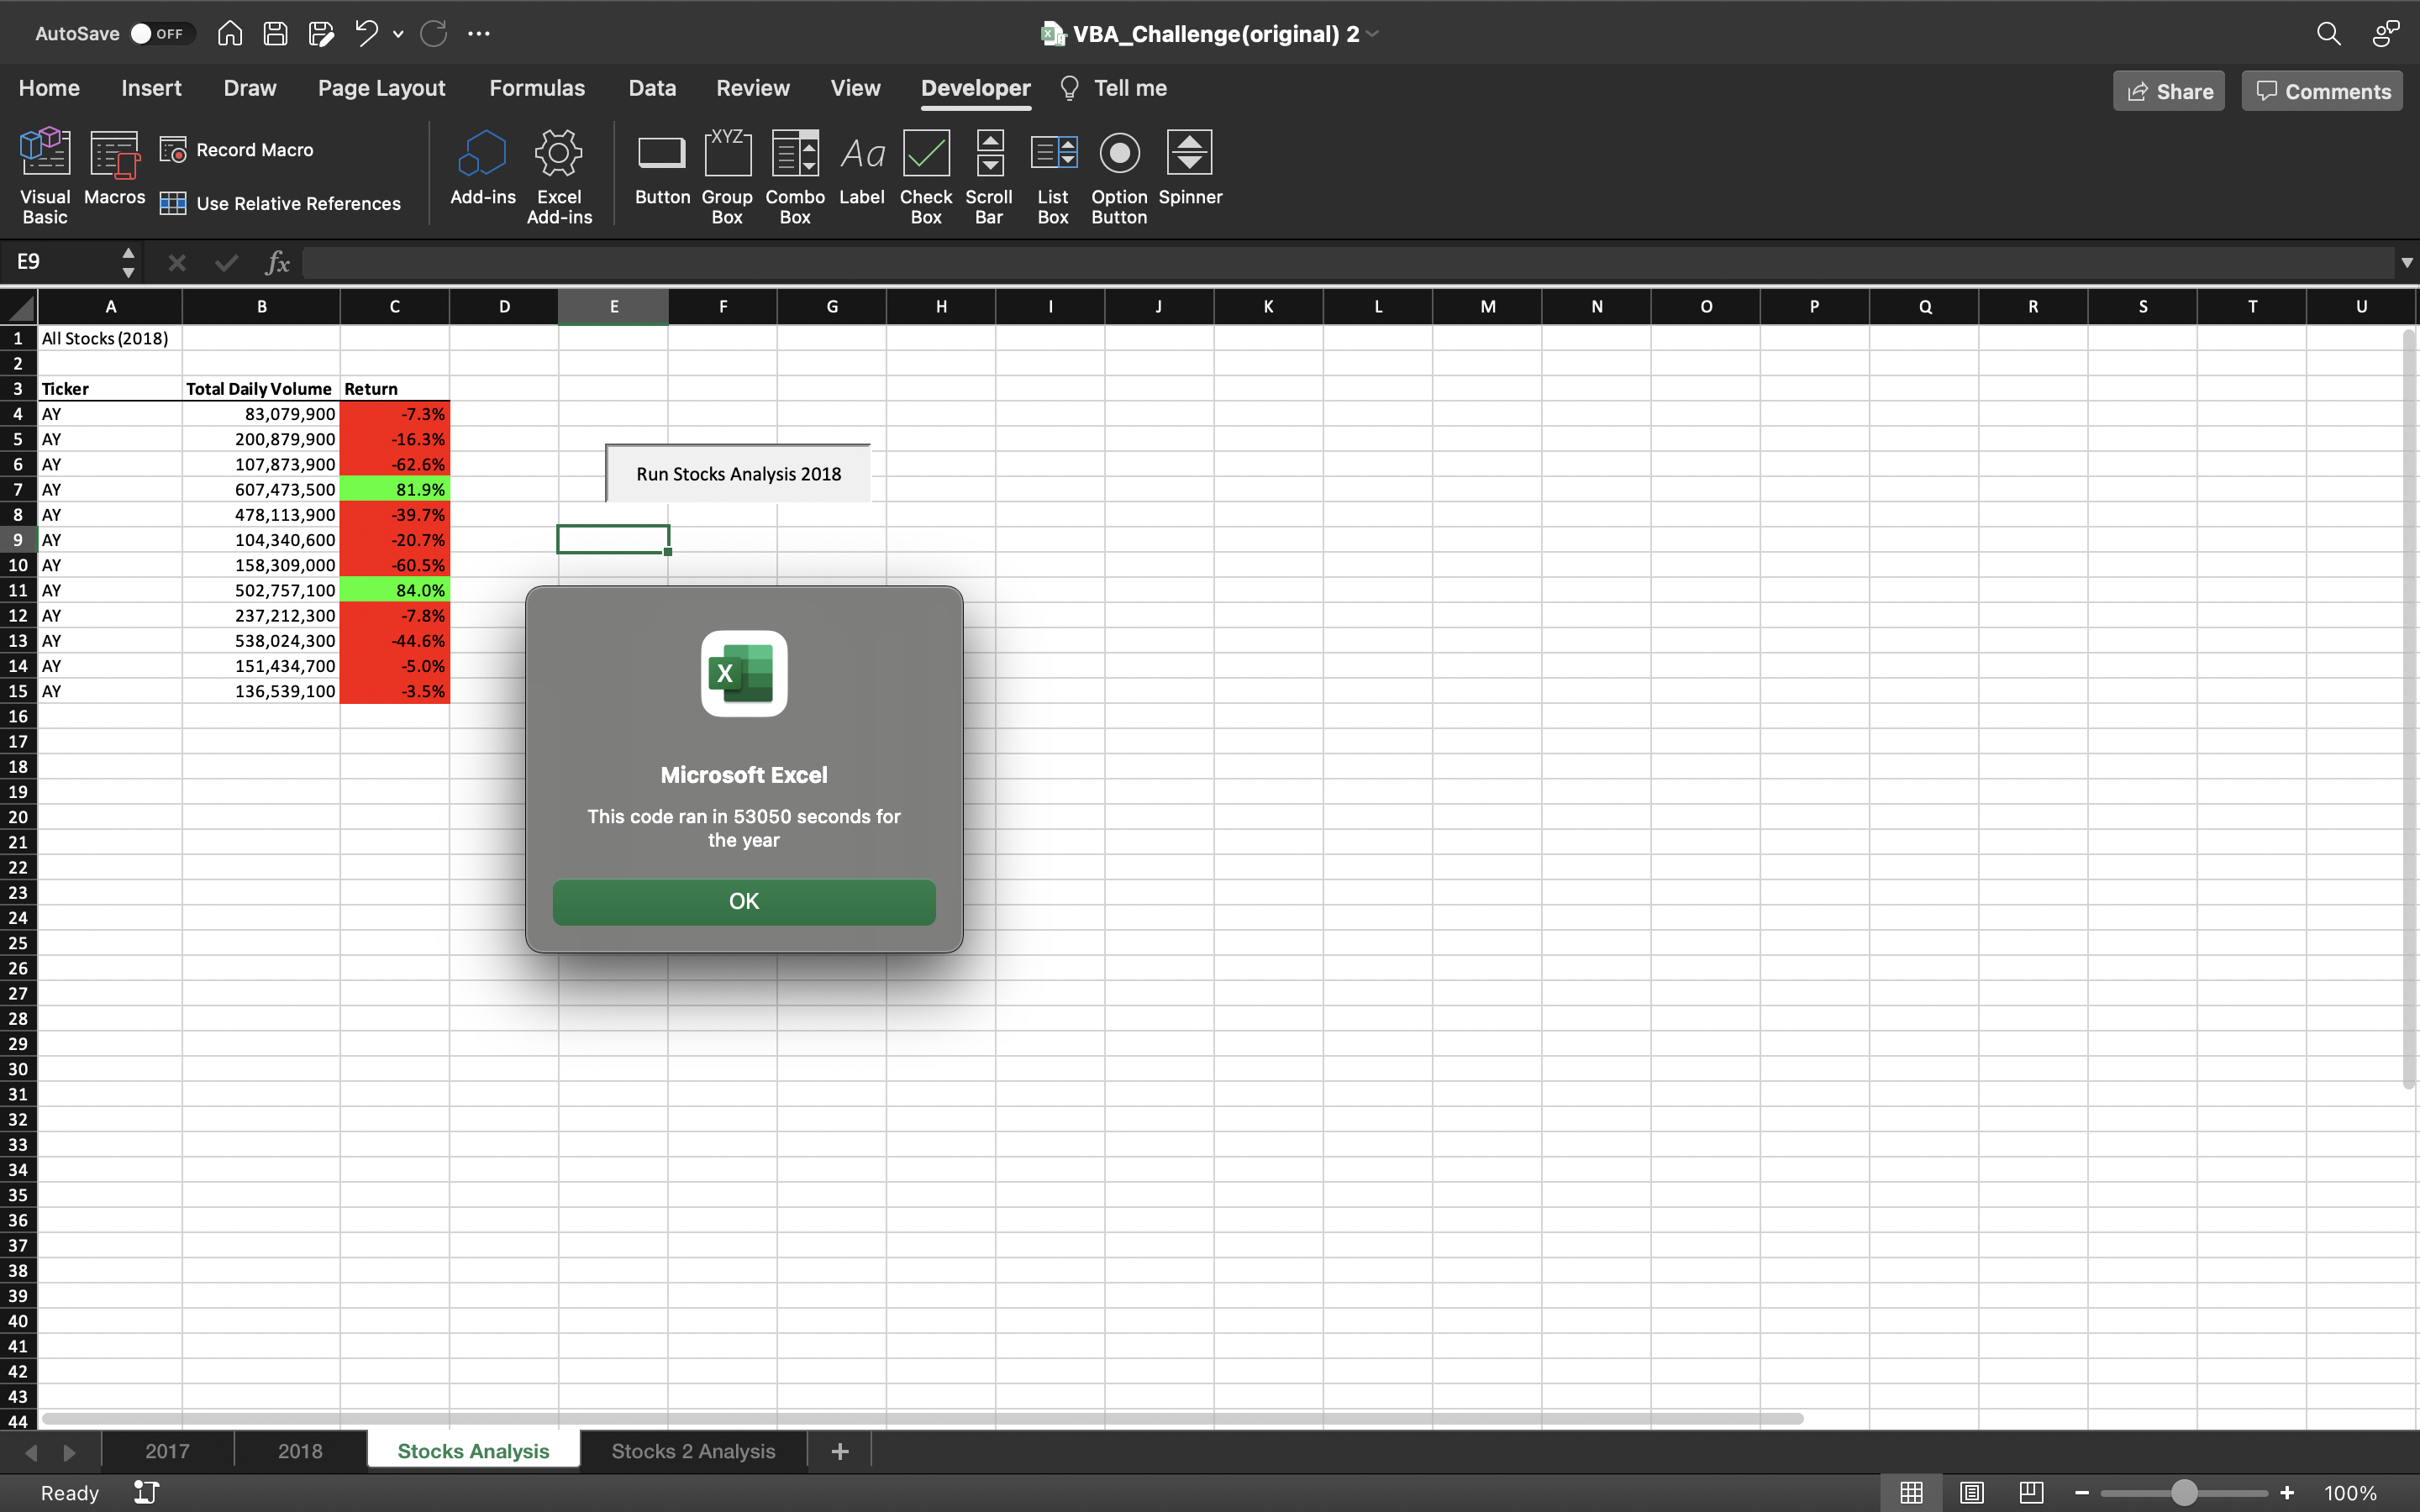 AutoSave OFF
VBA_Challenge(original) 2
Home Insert Draw Page Layout Formulas Data Review View Developer Tell me Share Comments
Visual Basic
Macros
Record Macro
Use Relative References
Add-ins
Excel Add-ins
Button
XYZ
Group Box
Combo Box
Aa
Label
Check Box
Scroll Bar
List Box
Option Button
Spinner
E9 fx
A B C D E F G H I J K L M N O P Q R S T U
1 All Stocks (2018)
2
3 Ticker Total Daily Volume Return
4 AY 83,079,900 -7.3%
5 AY 200,879,900 -16.3%
6 AY 107,873,900 -62.6%
7 AY 607,473,500 81.9%
8 AY 478,113,900 -39.7%
9 AY 104,340,600 -20.7%
10 AY 158,309,000 -60.5%
11 AY 502,757,100 84.0%
12 AY 237,212,300 -7.8%
13 AY 538,024,300 -44.6%
14 AY 151,434,700 -5.0%
15 AY 136,539,100 -3.5%
16
17
18
19
20
21
22
23
24
25
26
27
28
29
30
31
32
33
34
35
36
37
38
39
40
41
42
43
44
Run Stocks Analysis 2018
X
Microsoft Excel
This code ran in 53050 seconds for
the year
OK
2017 2018 Stocks Analysis Stocks 2 Analysis +
Ready 100%